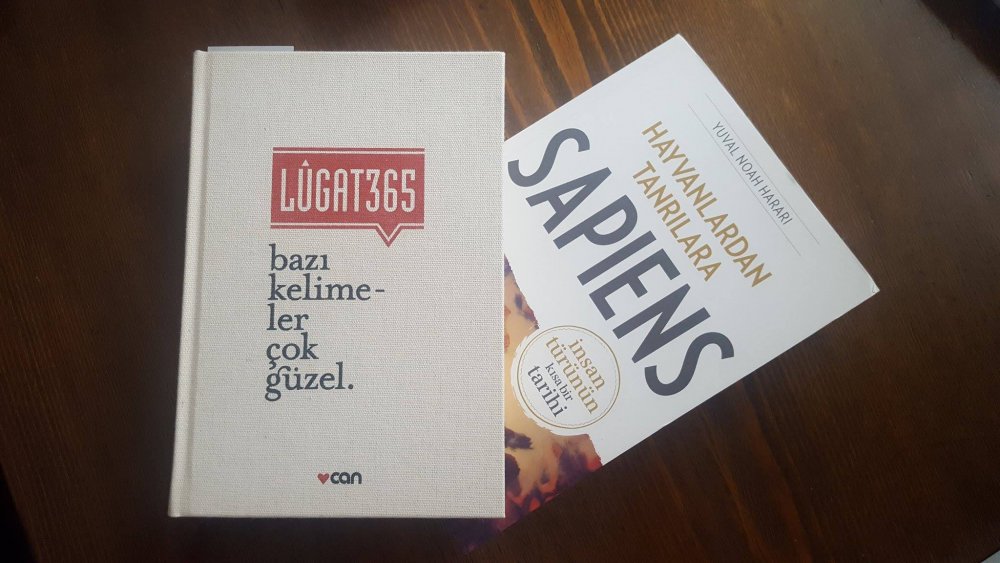 LÛGAT365
bazı
kelime-
ler
çok
güzel.
can
YUVAL NOAH HARARI
HAYVANLARDAN
TANRILARA
SAPIENS
insan
türünün
kısa bir
tarihi